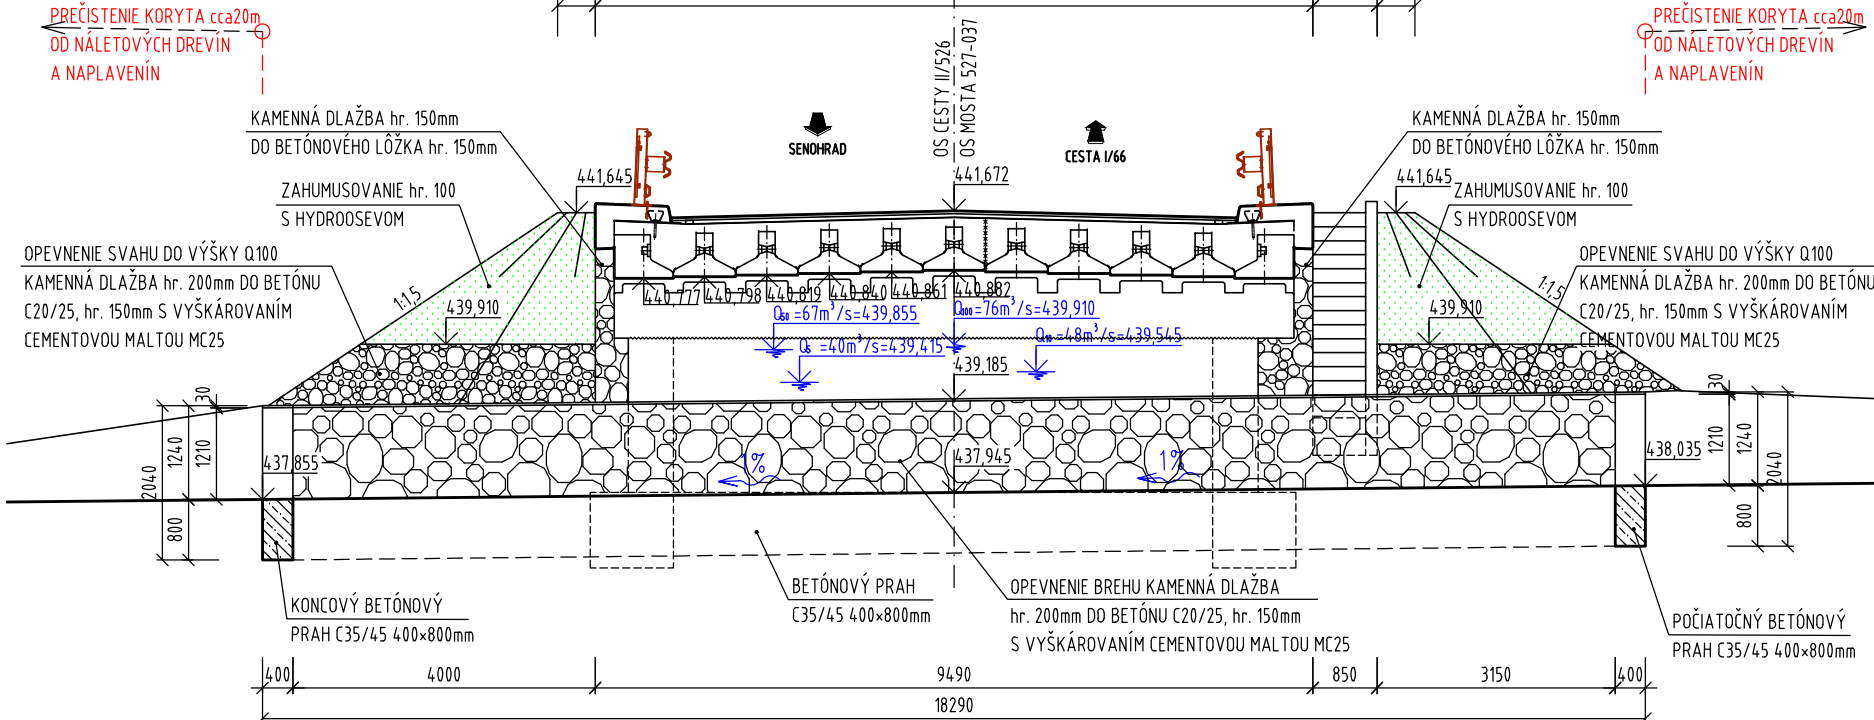 PREČISTENIE KORYTA cca20m
OD NÁLETOVÝCH DREVÍN
A NAPLAVENÍN
PREČISTENIE KORYTA cca20m
OD NÁLETOVÝCH DREVÍN
A NAPLAVENÍN
OS CESTY II/526
OS MOSTA 527-037
SENOHRAD
CESTA I/66
KAMENNÁ DLAŽBA hr. 150mm
DO BETÓNOVÉHO LÔŽKA hr. 150mm
ZAHUMUSOVANIE hr. 100
S HYDROOSEVOM
OPEVNENIE SVAHU DO VÝŠKY Q100
KAMENNÁ DLAŽBA hr. 200mm DO BETÓNU
C20/25, hr. 150mm S VYŠKÁROVANÍM
CEMENTOVOU MALTOU MC25
KAMENNÁ DLAŽBA hr. 150mm
DO BETÓNOVÉHO LÔŽKA hr. 150mm
ZAHUMUSOVANIE hr. 100
S HYDROOSEVOM
OPEVNENIE SVAHU DO VÝŠKY Q100
KAMENNÁ DLAŽBA hr. 200mm DO BETÓNU
C20/25, hr. 150mm S VYŠKÁROVANÍM
CEMENTOVOU MALTOU MC25
441,645
441,672
441,645
1:1,5
1:1,5
439,910
439,910
440,777
440,798
440,819
440,840
440,861
440,882
Q50 =67m³/s=439,855
Q100=76m³/s=439,910
Q5 =40m³/s=439,415
Q10=48m³/s=439,545
439,185
437,855
437,945
438,035
1%
1%
30
1240
1210
2040
800
30
1210
1240
2040
800
KONCOVÝ BETÓNOVÝ
PRAH C35/45 400×800mm
BETÓNOVÝ PRAH
C35/45 400×800mm
OPEVNENIE BREHU KAMENNÁ DLAŽBA
hr. 200mm DO BETÓNU C20/25, hr. 150mm
S VYŠKÁROVANÍM CEMENTOVOU MALTOU MC25
POČIATOČNÝ BETÓNOVÝ
PRAH C35/45 400×800mm
400
4000
9490
850
3150
400
18290